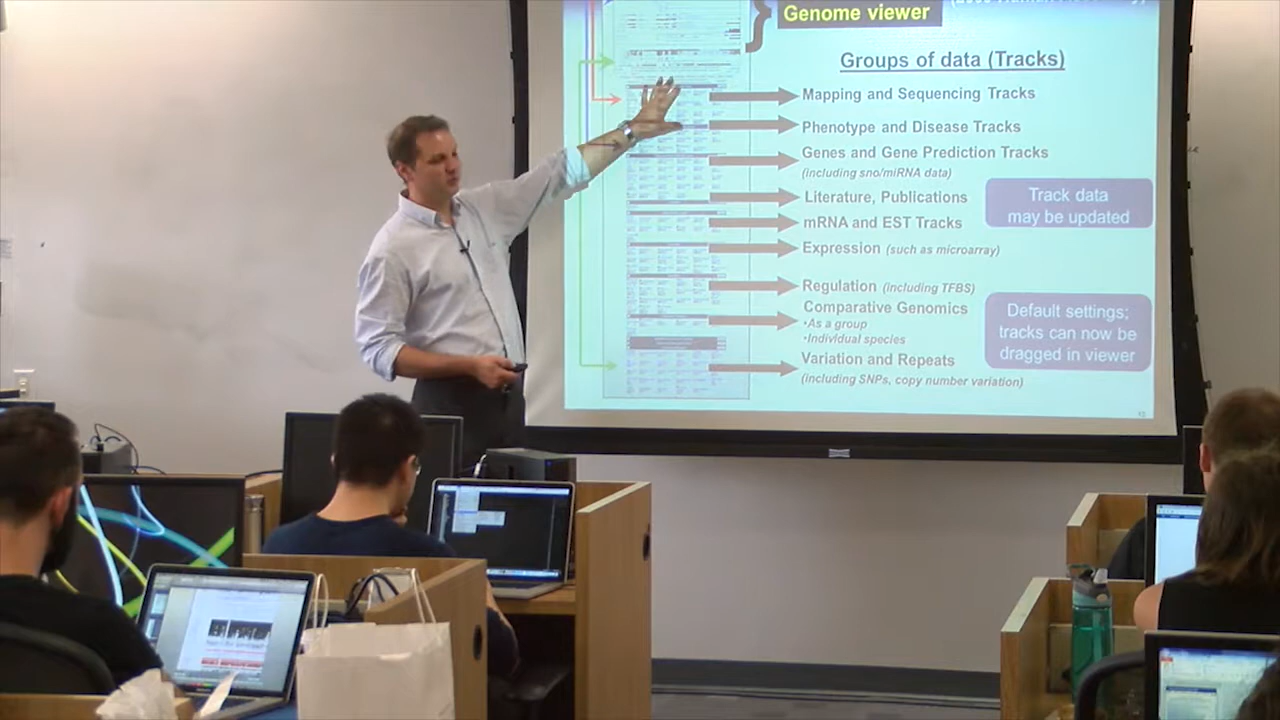 Genome viewer
Groups of data (Tracks)
Mapping and Sequencing Tracks
Phenotype and Disease Tracks
Genes and Gene Prediction Tracks
(including sno/miRNA data)
Literature, Publications
mRNA and EST Tracks
Track data
may be updated
Expression (such as microarray)
Regulation (including TFBS)
Comparative Genomics
•As a group
•Individual species
Default settings;
tracks can now be
dragged in viewer
Variation and Repeats
(including SNPs, copy number variation)